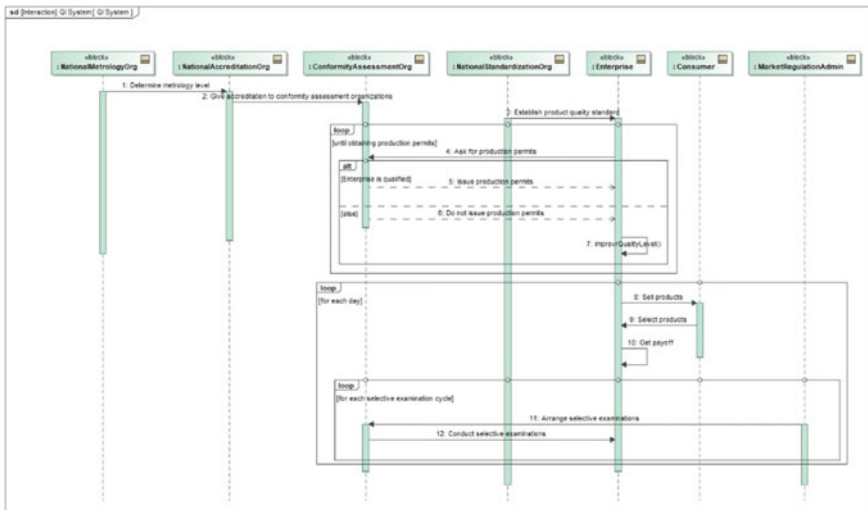 sd [Interaction] QI System [ QI System ]
«block»
: NationalMetrologyOrg
«block»
: NationalAccreditationOrg
«block»
: ConformityAssessmentOrg
«block»
: NationalStandardizationOrg
«block»
: Enterprise
«block»
: Consumer
«block»
: MarketRegulationAdmin
1: Determine metrology level
2: Give accreditation to conformity assessment organizations
3: Establish product quality standard
loop
[until obtaining production permits]
4: Ask for production permits
alt
[Enterprise is qualified]
5: Issue production permits
[else]
6: Do not issue production permits
7: improvrQualityLevel()
loop
[for each day]
8: Sell products
9: Select products
10: Get payoff
loop
[for each selective examination cycle]
11: Arrange selective examinations
12: Conduct selective examinations